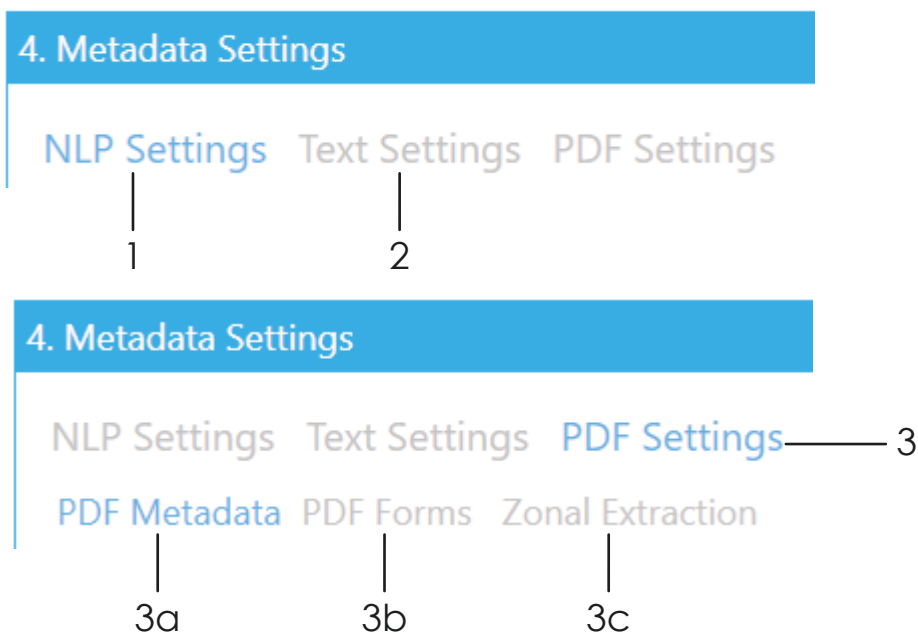 4. Metadata Settings
NLP Settings Text Settings PDF Settings
1 2
4. Metadata Settings
NLP Settings Text Settings PDF Settings 3
PDF Metadata PDF Forms Zonal Extraction
3a 3b 3c